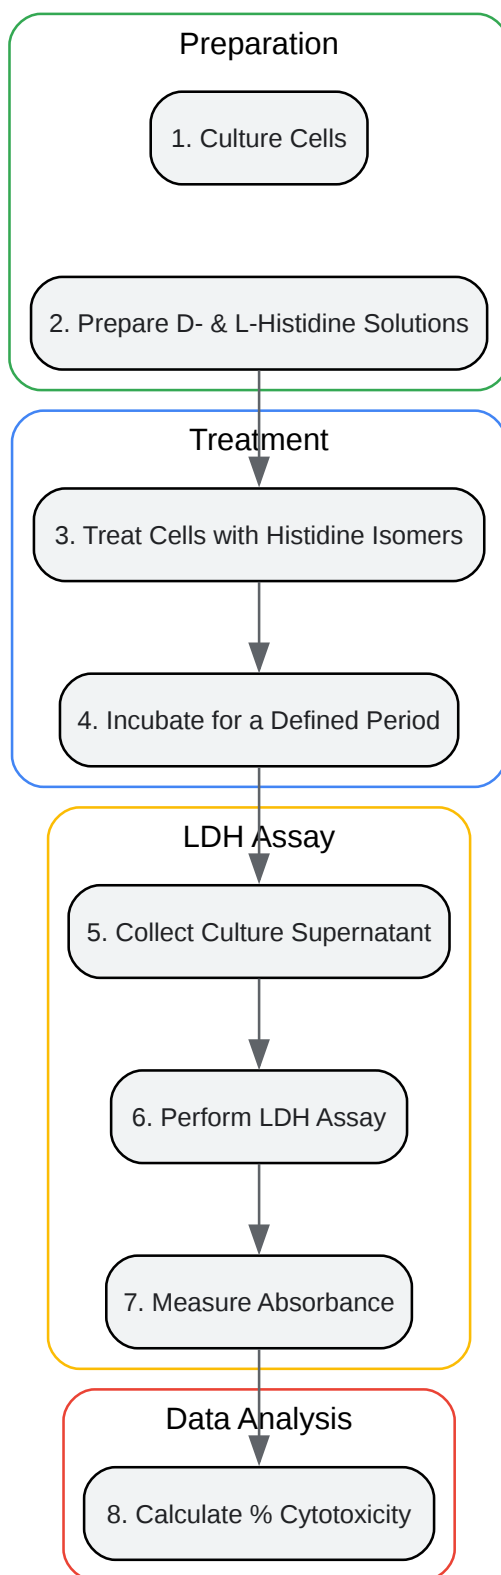 Preparation
1. Culture Cells
2. Prepare D- & L-Histidine Solutions
Treatment
3. Treat Cells with Histidine Isomers
4. Incubate for a Defined Period
LDH Assay
5. Collect Culture Supernatant
6. Perform LDH Assay
7. Measure Absorbance
Data Analysis
8. Calculate % Cytotoxicity